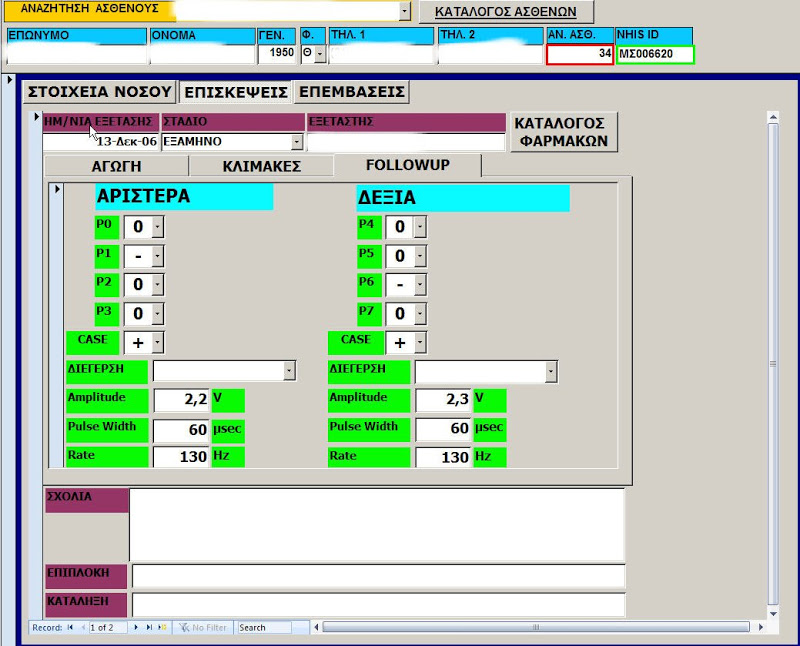 ΑΝΑΖΗΤΗΣΗ ΑΣΘΕΝΟΥΣ ΚΑΤΑΛΟΓΟΣ ΑΣΘΕΝΩΝ
ΕΠΩΝΥΜΟ ΟΝΟΜΑ ΓΕΝ. Φ. ΤΗΛ. 1 ΤΗΛ. 2 ΑΝ. ΑΣΘ. NHIS ID
1950 Θ 34 ΜΣ006620
ΣΤΟΙΧΕΙΑ ΝΟΣΟΥ ΕΠΙΣΚΕΨΕΙΣ ΕΠΕΜΒΑΣΕΙΣ
ΗΜ/ΝΙΑ ΕΞΕΤΑΣΗΣ ΣΤΑΔΙΟ ΕΞΕΤΑΣΤΗΣ ΚΑΤΑΛΟΓΟΣ
13-Δεκ-06 ΕΞΑΜΗΝΟ ΦΑΡΜΑΚΩΝ
ΑΓΩΓΗ ΚΛΙΜΑΚΕΣ FOLLOWUP
ΑΡΙΣΤΕΡΑ ΔΕΞΙΑ
P0 0 P4 0
P1 - P5 0
P2 0 P6 -
P3 0 P7 0
CASE + CASE +
ΔΙΕΓΕΡΣΗ ΔΙΕΓΕΡΣΗ
Amplitude 2,2 V Amplitude 2,3 V
Pulse Width 60 μsec Pulse Width 60 μsec
Rate 130 Hz Rate 130 Hz
ΣΧΟΛΙΑ
ΕΠΙΠΛΟΚΗ
ΚΑΤΑΛΗΞΗ
Record: 1 of 2 No Filter Search